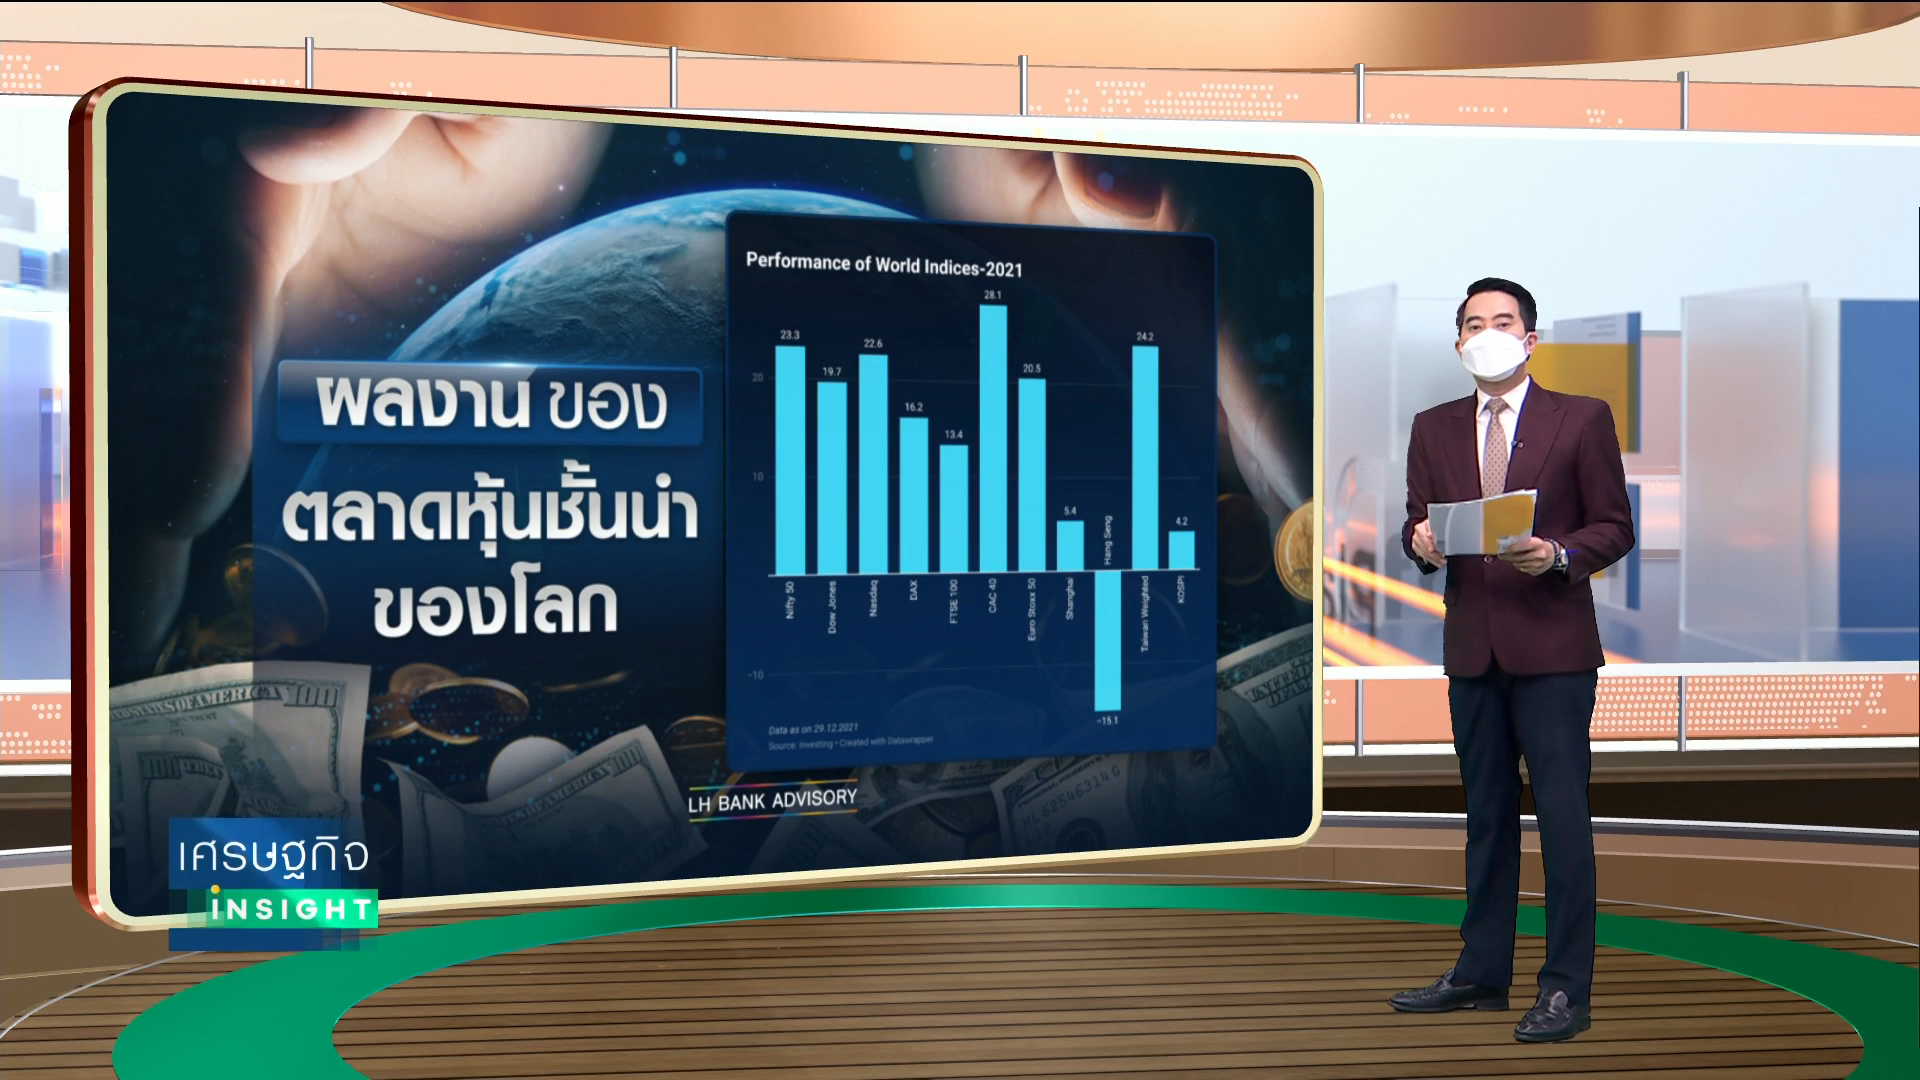 ผลงาน ของ
ตลาดหุ้นชั้นนำ
ของโลก
Performance of World Indices-2021
28.1
23.3
22.6
24.2
19.7
20.5
16.2
13.4
5.4
4.2
-15.1
20
10
-10
Nifty 50
Dow Jones
Nasdaq
DAX
FTSE 100
CAC 40
Euro Stoxx 50
Shanghai
Hang Seng
Taiwan Weighted
KOSPI
Data as on 29.12.2021
Source: Investing • Created with Datawrapper
LH BANK ADVISORY
เศรษฐกิจ
INSIGHT
100
100
100
HL62546314G
12